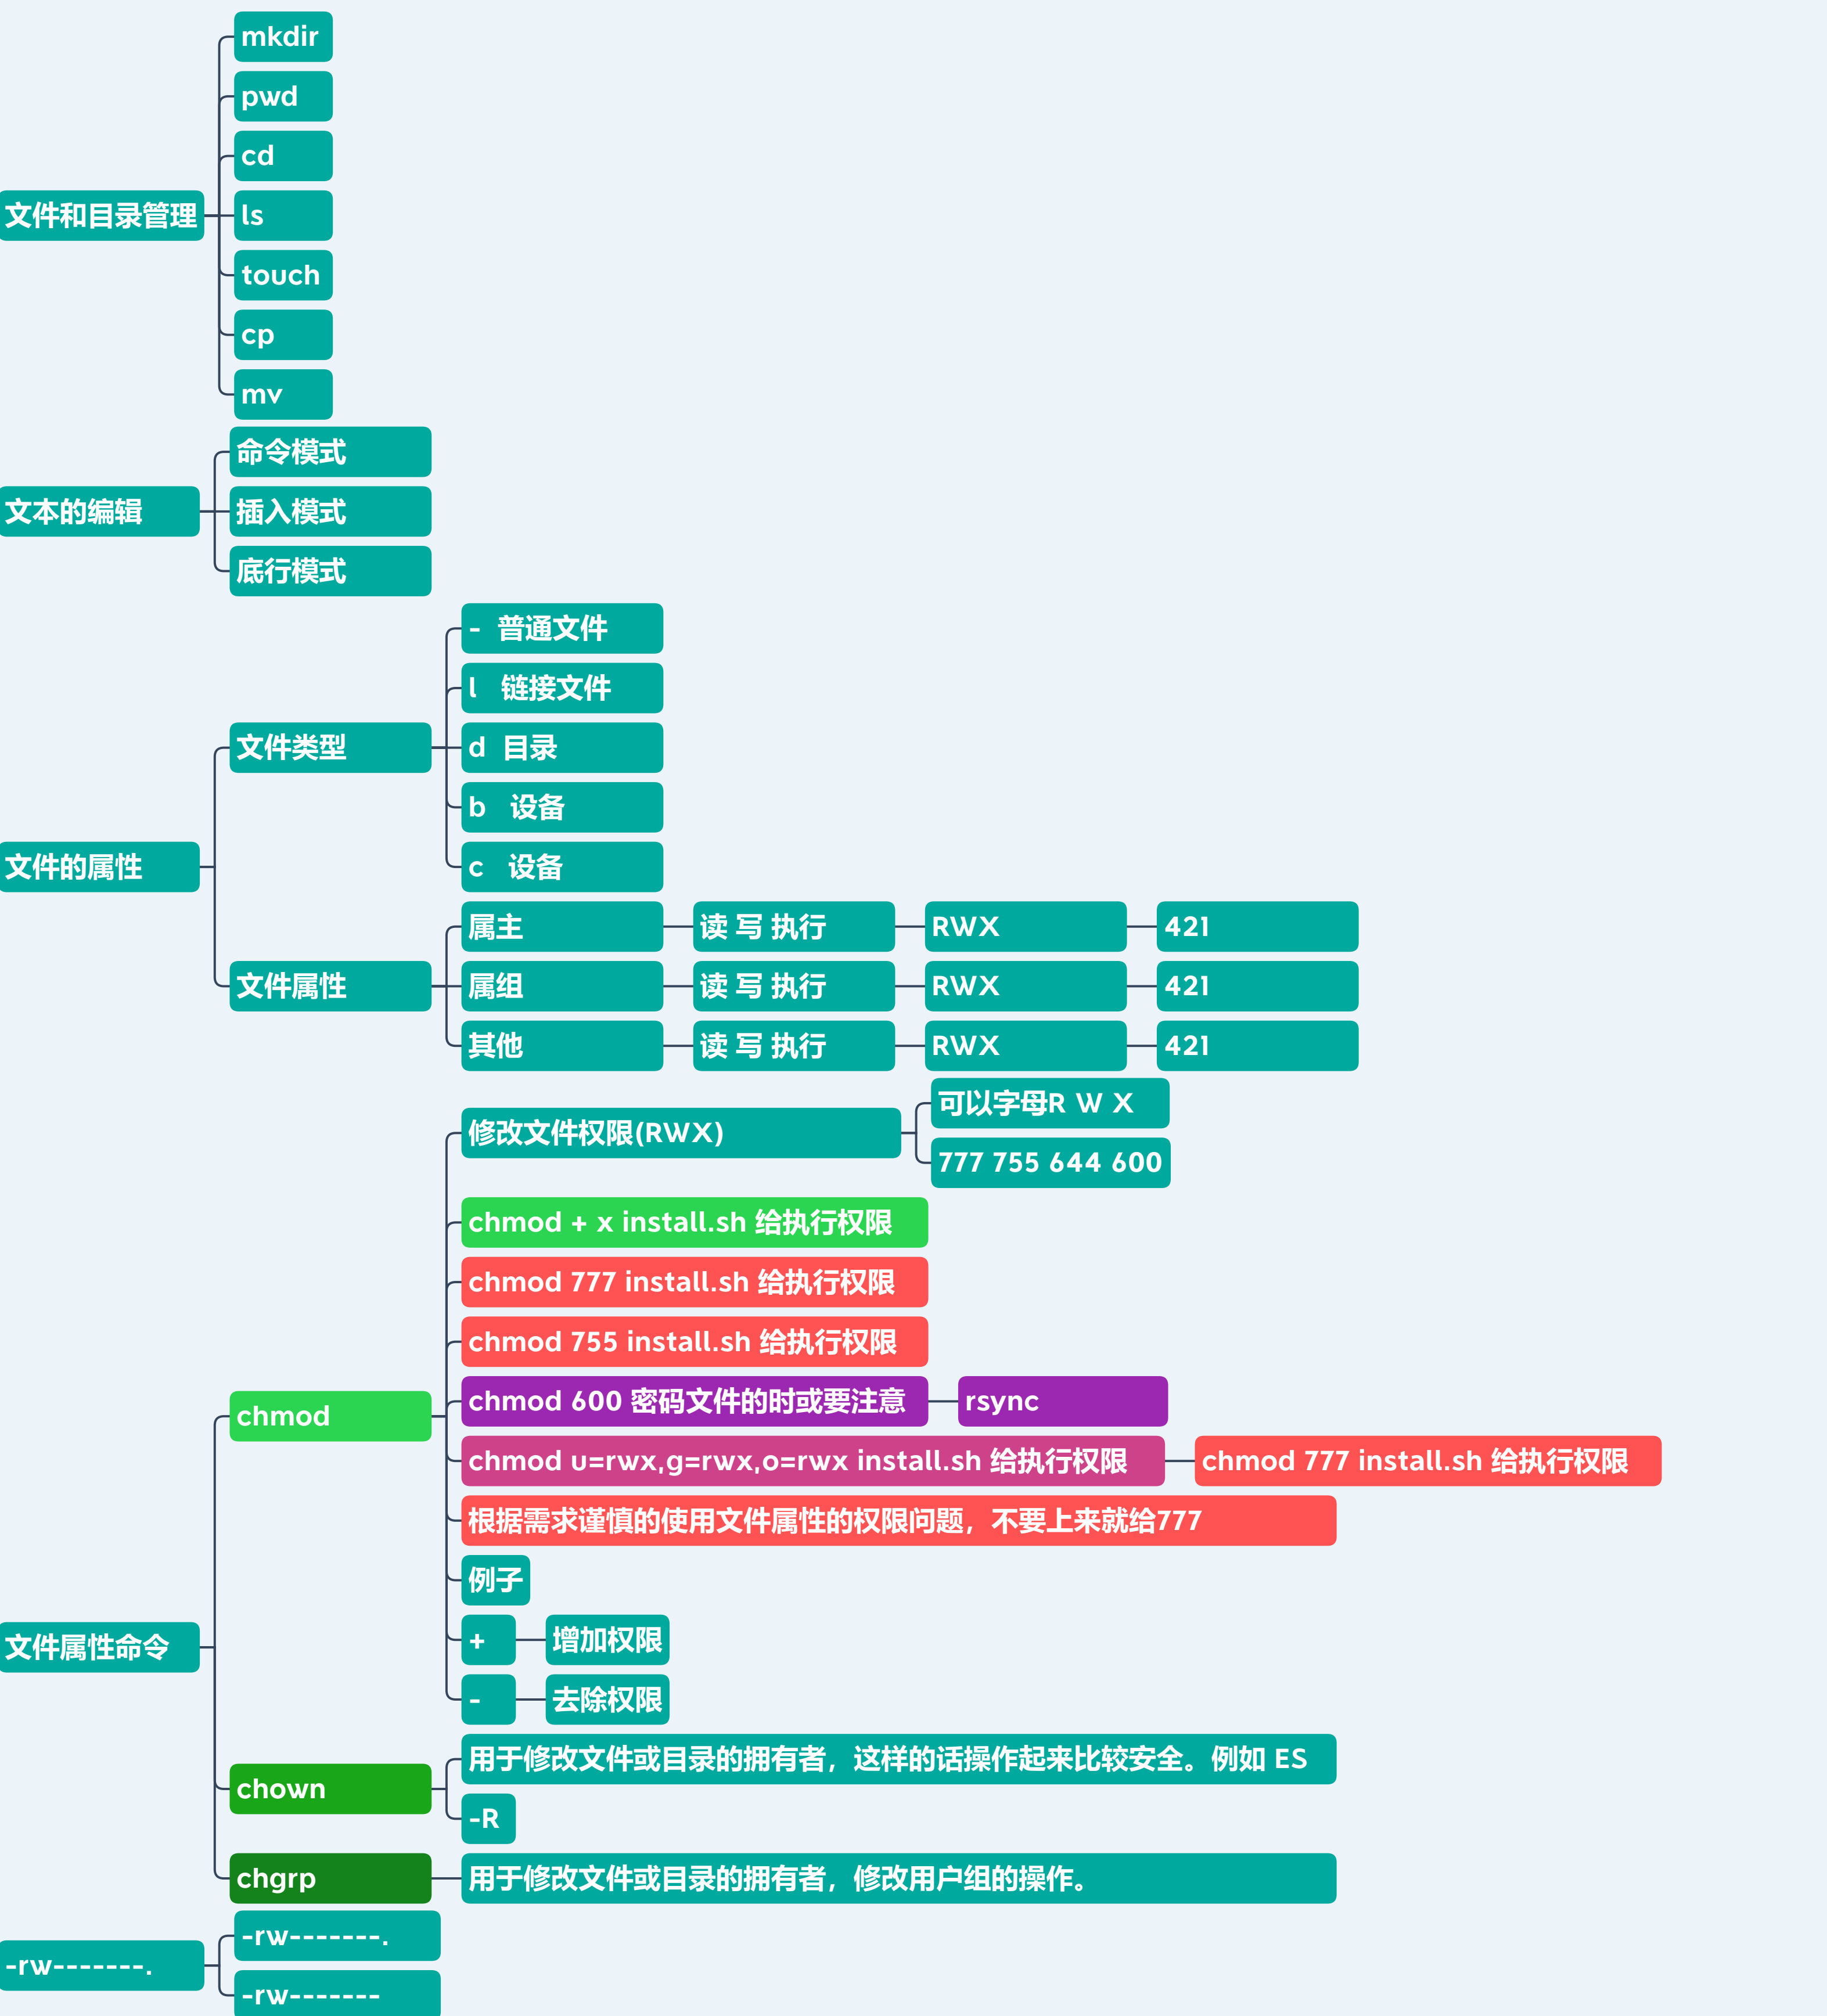 文件和目录管理
mkdir
pwd
cd
ls
touch
cp
mv
文本的编辑
命令模式
插入模式
底行模式
文件的属性
文件类型
-  普通文件
l   链接文件
d  目录
b   设备
c   设备
文件属性
属主
读 写 执行
RWX
421
属组
读 写 执行
RWX
421
其他
读 写 执行
RWX
421
文件属性命令
chmod
修改文件权限(RWX)
可以字母R W X
777 755 644 600
chmod + x install.sh 给执行权限
chmod 777 install.sh 给执行权限
chmod 755 install.sh 给执行权限
chmod 600 密码文件的时或要注意
rsync
chmod u=rwx,g=rwx,o=rwx install.sh 给执行权限
chmod 777 install.sh 给执行权限
根据需求谨慎的使用文件属性的权限问题，不要上来就给777
例子
+
增加权限
-
去除权限
chown
用于修改文件或目录的拥有者，这样的话操作起来比较安全。例如 ES
-R
chgrp
用于修改文件或目录的拥有者，修改用户组的操作。
-rw-------.
-rw-------.
-rw-------